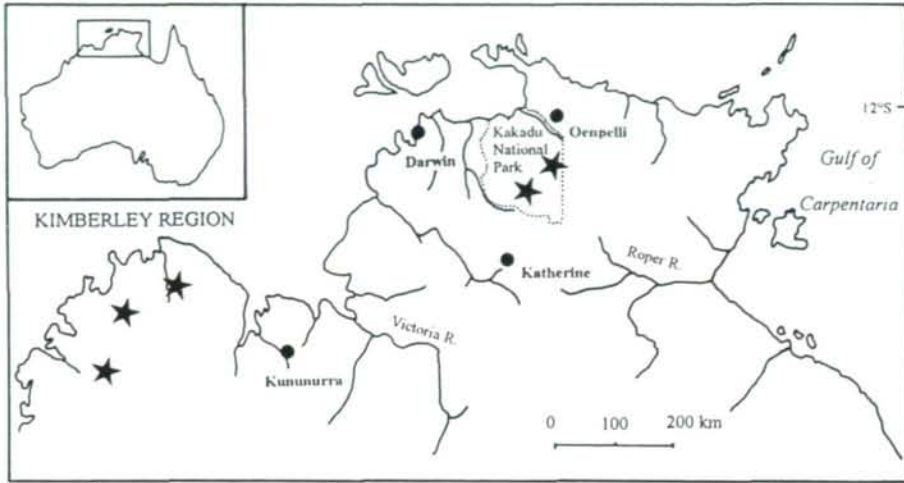 12°S
Kakadu
National
Park
Oenpelli
Darwin
Gulf of
Carpentaria
KIMBERLEY REGION
Katherine
Roper R.
Victoria R.
Kununurra
0 100 200 km